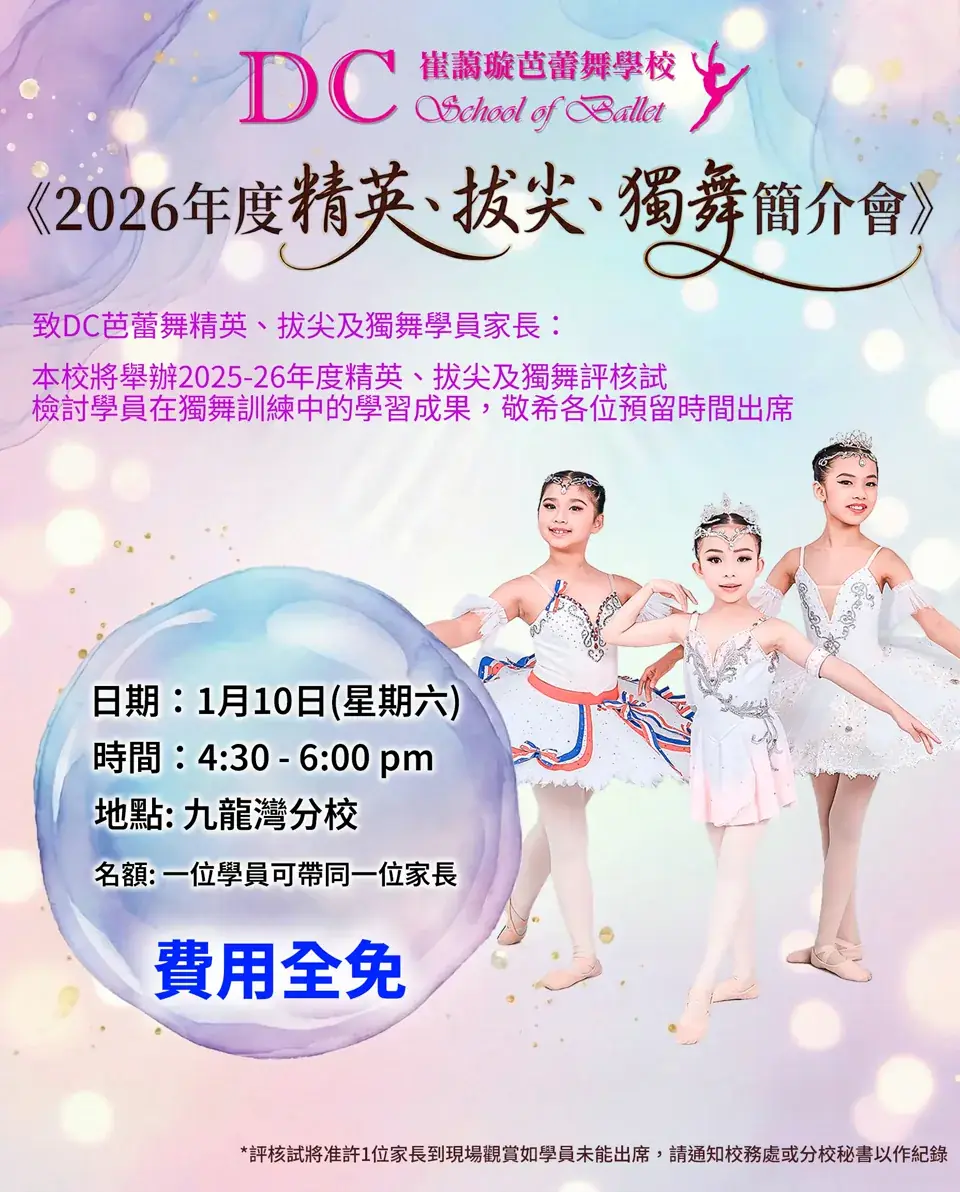 DC 崔藹璇芭蕾舞學校
School of Ballet
《2026年度精英、拔尖、獨舞簡介會》
致DC芭蕾舞精英、拔尖及獨舞學員家長：
本校將舉辦2025-26年度精英、拔尖及獨舞評核試
檢討學員在獨舞訓練中的學習成果，敬希各位預留時間出席
日期：1月10日(星期六)
時間：4:30 - 6:00 pm
地點: 九龍灣分校
名額: 一位學員可帶同一位家長
費用全免
*評核試將准許1位家長到現場觀賞如學員未能出席，請通知校務處或分校秘書以作紀錄